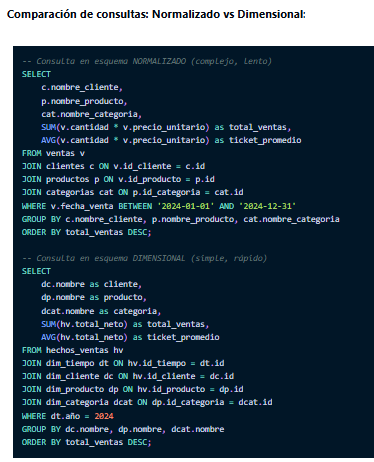 Comparación de consultas: Normalizado vs Dimensional:
-- Consulta en esquema NORMALIZADO (complejo, lento)
SELECT
    c.nombre_cliente,
    p.nombre_producto,
    cat.nombre_categoria,
    SUM(v.cantidad * v.precio_unitario) as total_ventas,
    AVG(v.cantidad * v.precio_unitario) as ticket_promedio
FROM ventas v
JOIN clientes c ON v.id_cliente = c.id
JOIN productos p ON v.id_producto = p.id
JOIN categorias cat ON p.id_categoria = cat.id
WHERE v.fecha_venta BETWEEN '2024-01-01' AND '2024-12-31'
GROUP BY c.nombre_cliente, p.nombre_producto, cat.nombre_categoria
ORDER BY total_ventas DESC;
-- Consulta en esquema DIMENSIONAL (simple, rápido)
SELECT
    dc.nombre as cliente,
    dp.nombre as producto,
    dcat.nombre as categoria,
    SUM(hv.total_neto) as total_ventas,
    AVG(hv.total_neto) as ticket_promedio
FROM hechos_ventas hv
JOIN dim_tiempo dt ON hv.id_tiempo = dt.id
JOIN dim_cliente dc ON hv.id_cliente = dc.id
JOIN dim_producto dp ON hv.id_producto = dp.id
JOIN dim_categoria dcat ON dp.id_categoria = dcat.id
WHERE dt.año = 2024
GROUP BY dc.nombre, dp.nombre, dcat.nombre
ORDER BY total_ventas DESC;